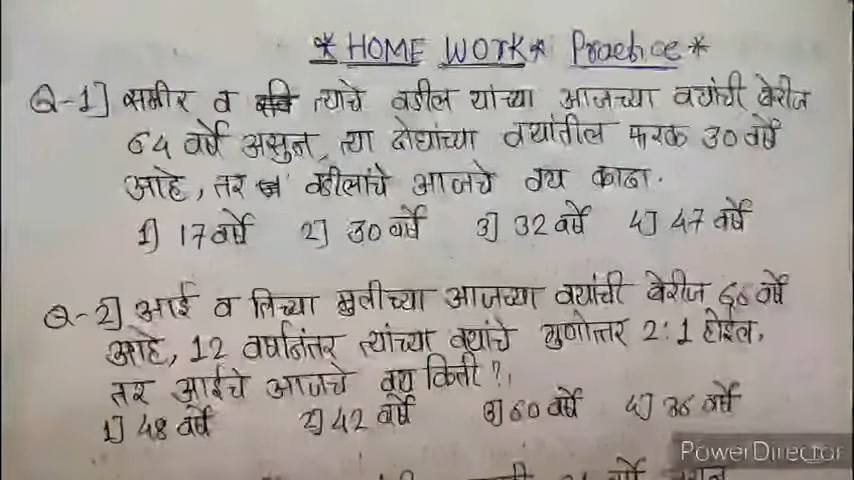 * HOME WORK * Practice *
Q-1] समीर व त्याचे वडील यांच्या आजच्या वयांची बेरीज
64 वर्षे असुन, त्या दोघांच्या वयांतील फरक 30 वर्षे
आहे, तर वडीलांचे आजचे वय काढा.
1] 17 वर्षे 2] 30 वर्षे 3] 32 वर्षे 4] 47 वर्षे
Q-2] आई व तिच्या मुलीच्या आजच्या वयांची बेरीज 66 वर्षे
आहे, 12 वर्षानंतर त्यांच्या वयांचे गुणोत्तर 2:1 होईल,
तर आईचे आजचे वय किती?
1] 48 वर्षे 2] 42 वर्षे 3] 60 वर्षे 4] 36 वर्षे
PowerDirector